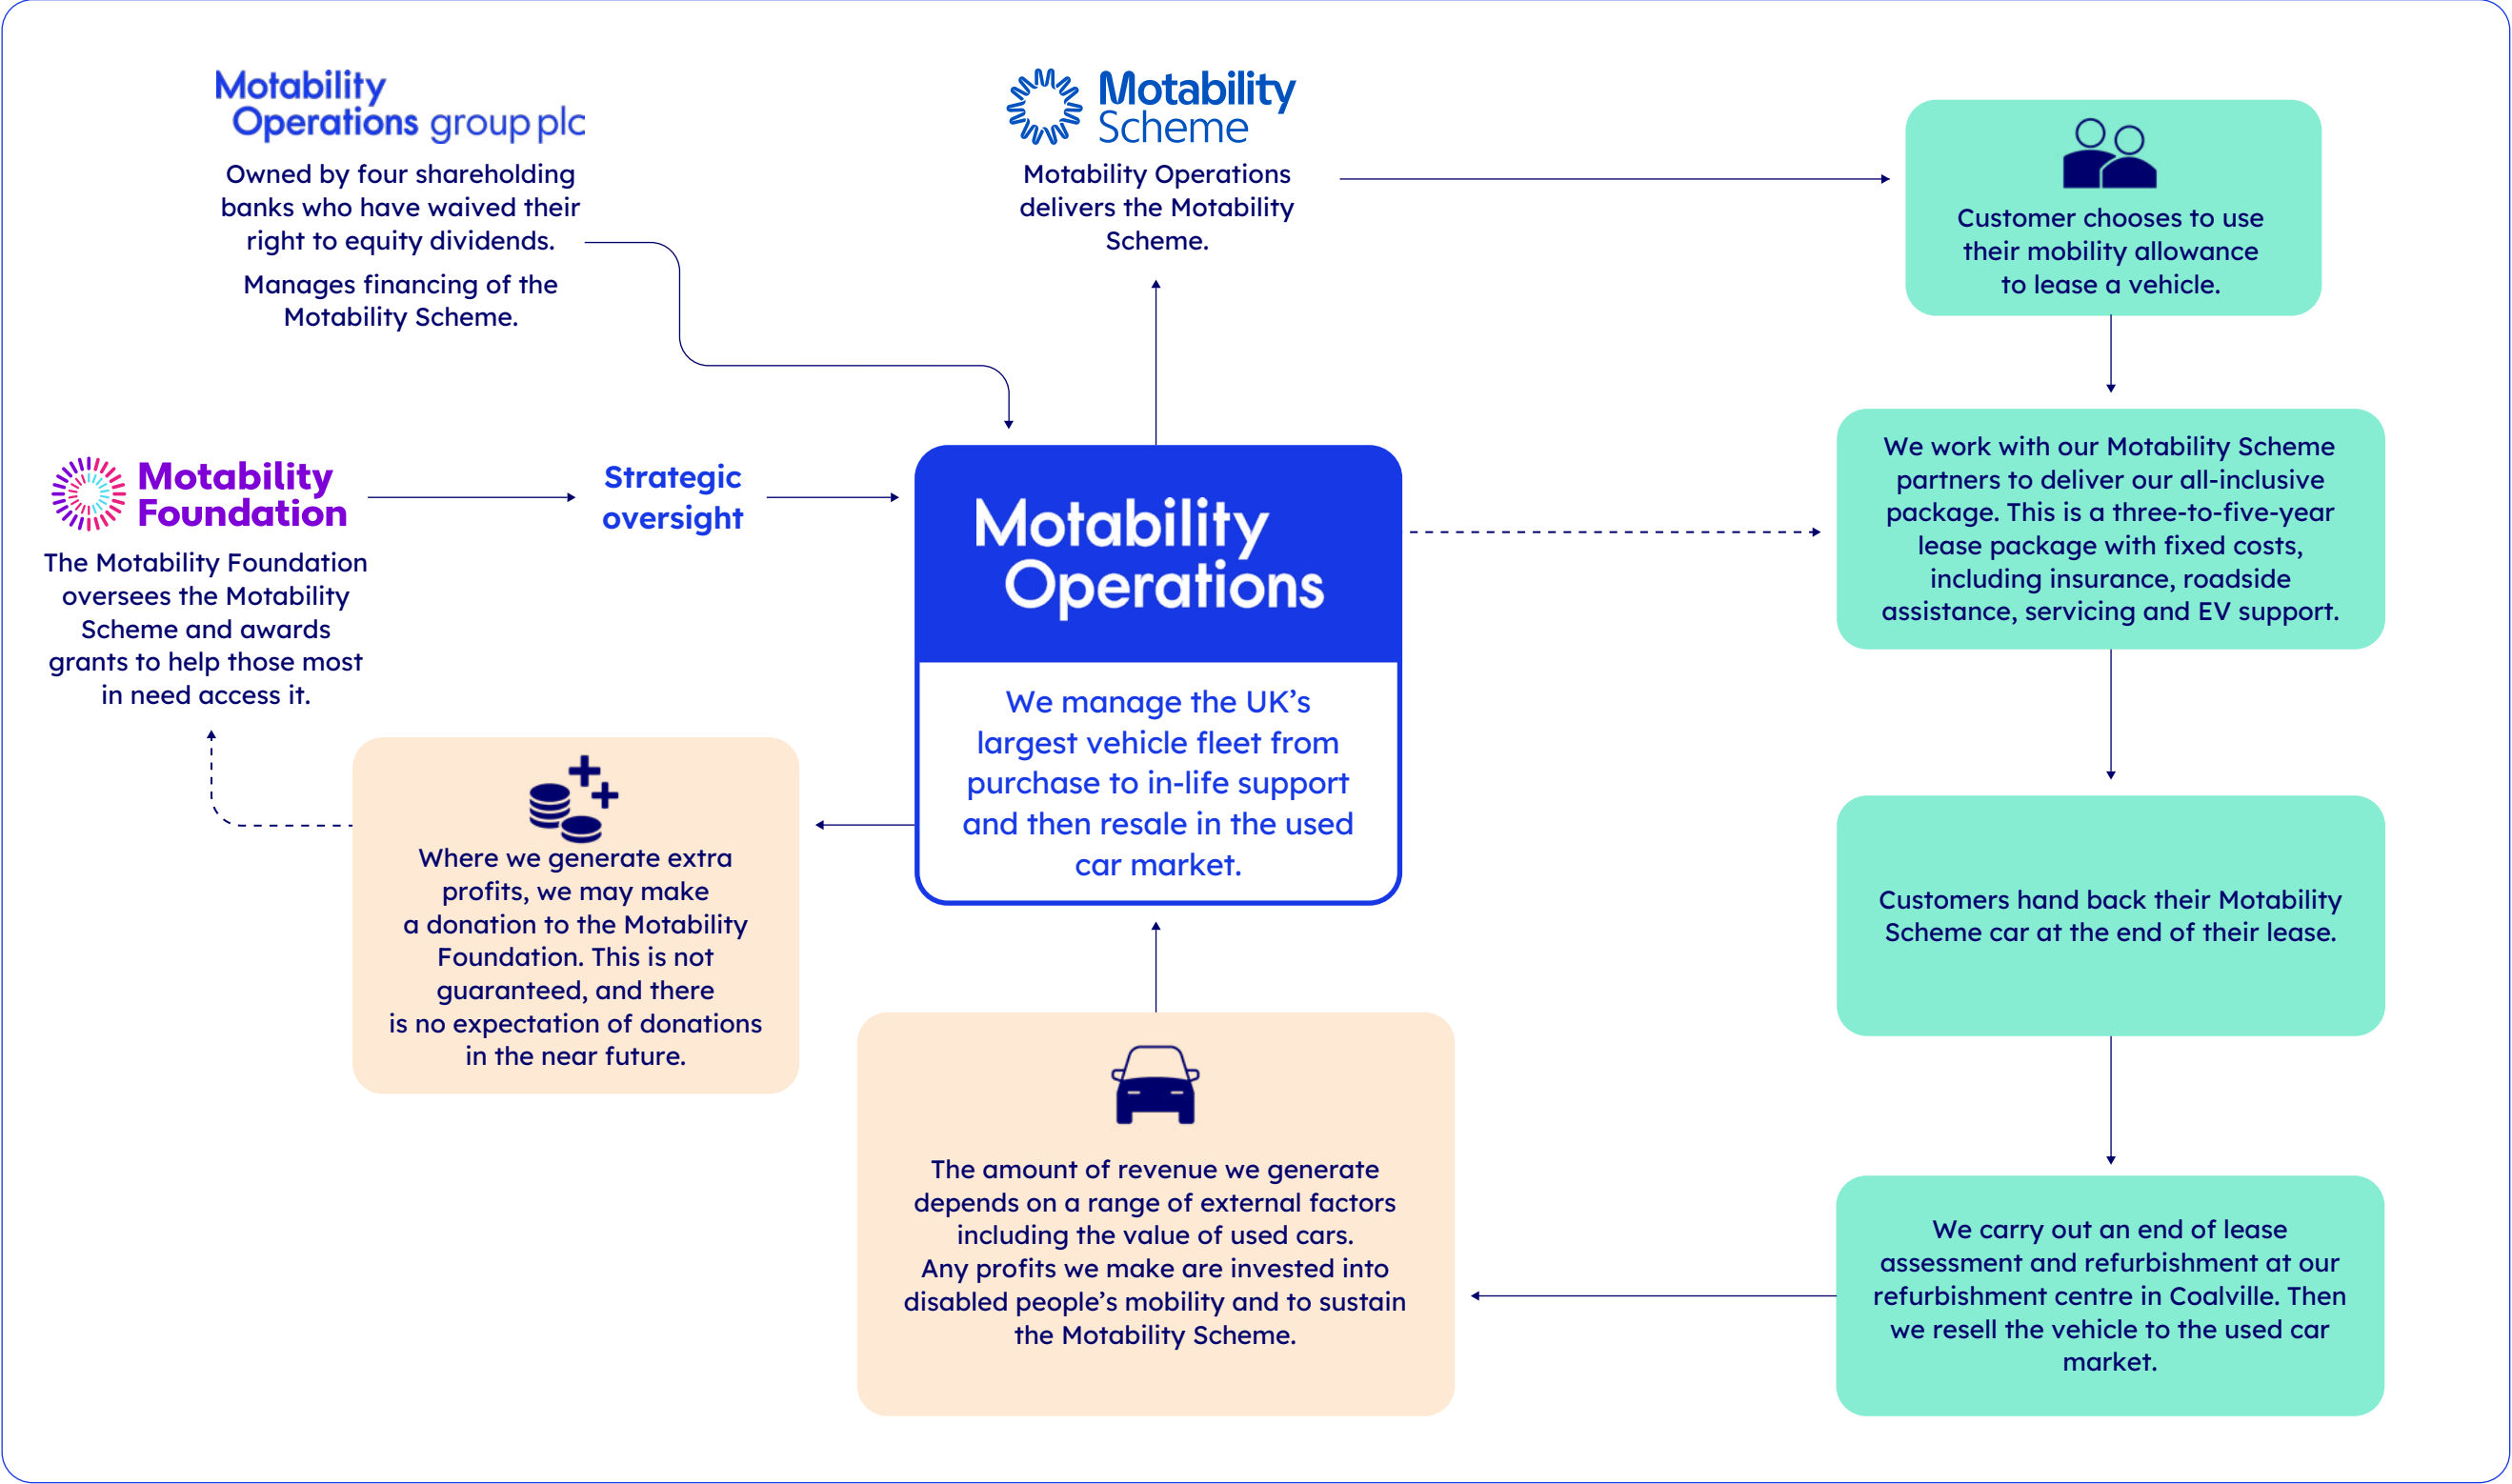 Motability
Operations group plc
Owned by four shareholding
banks who have waived their
right to equity dividends.
Manages financing of the
Motability Scheme.
Motability
Scheme
Motability Operations
delivers the Motability
Scheme.
Customer chooses to use
their mobility allowance
to lease a vehicle.
Motability
Foundation
The Motability Foundation
oversees the Motability
Scheme and awards
grants to help those most
in need access it.
Strategic
oversight
Motability
Operations
We manage the UK’s
largest vehicle fleet from
purchase to in-life support
and then resale in the used
car market.
We work with our Motability Scheme
partners to deliver our all-inclusive
package. This is a three-to-five-year
lease package with fixed costs,
including insurance, roadside
assistance, servicing and EV support.
Where we generate extra
profits, we may make
a donation to the Motability
Foundation. This is not
guaranteed, and there
is no expectation of donations
in the near future.
Customers hand back their Motability
Scheme car at the end of their lease.
The amount of revenue we generate
depends on a range of external factors
including the value of used cars.
Any profits we make are invested into
disabled people’s mobility and to sustain
the Motability Scheme.
We carry out an end of lease
assessment and refurbishment at our
refurbishment centre in Coalville. Then
we resell the vehicle to the used car
market.